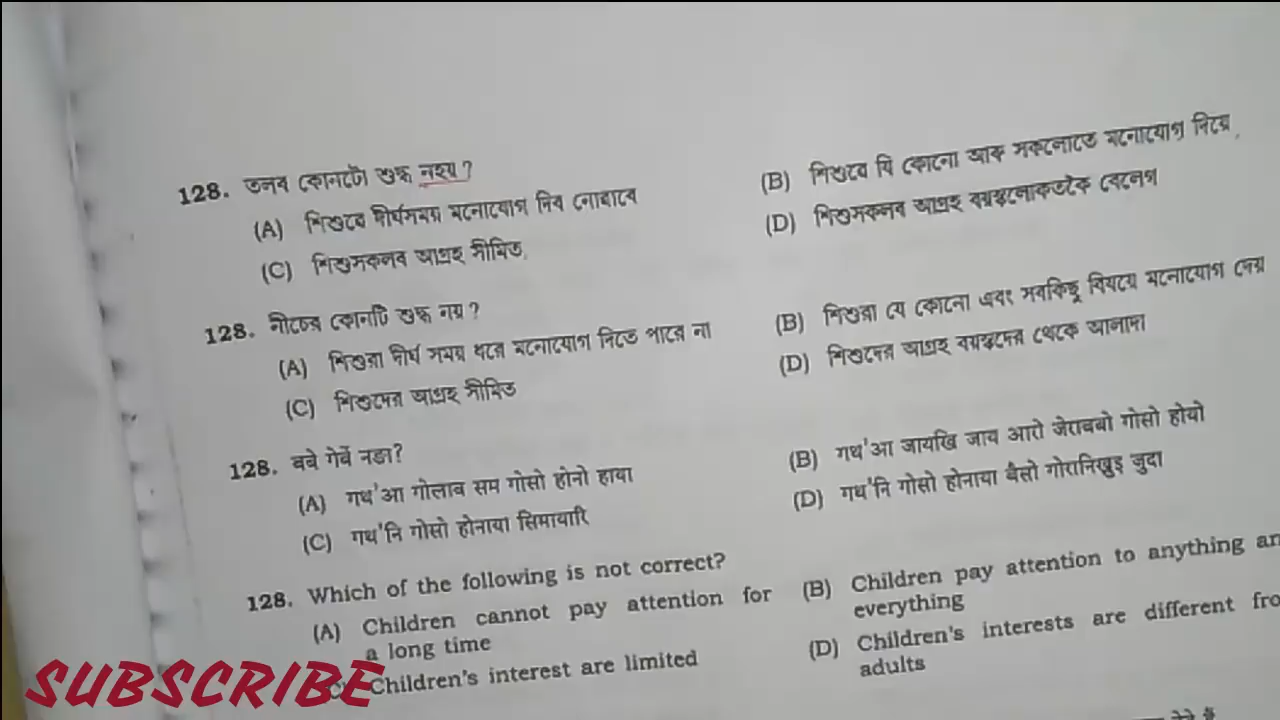 128. তলৰ কোনটো শুদ্ধ নহয় ?
(A) শিশুৱে দীৰ্ঘসময় মনোযোগ দিব নোৱাৰে
(B) শিশুৱে যি কোনো আৰু সকলোতে মনোযোগ দিয়ে
(C) শিশুসকলৰ আগ্ৰহ সীমিত
(D) শিশুসকলৰ আগ্ৰহ বয়স্কলোকতকৈ বেলেগ
128. নীচের কোনটি শুদ্ধ নয় ?
(A) শিশুরা দীর্ঘ সময় ধরে মনোযোগ দিতে পারে না
(B) শিশুরা যে কোনো এবং সবকিছু বিষয়ে মনোযোগ দেয়
(C) শিশুদের আগ্রহ সীমিত
(D) শিশুদের আগ্রহ বয়স্কদের থেকে আলাদা
128. बबे गेबें नङा?
(A) गथ'आ गोलाव सम गोसो होनो हाया
(B) गथ'आ जायखि जाय आरो जेरावबो गोसो होयो
(C) गथ'नि गोसो होनाया सिमायारि
(D) गथ'नि गोसो होनाया बैसो गोरानिखुइ जुदा
128. Which of the following is not correct?
(A) Children cannot pay attention for
a long time
(B) Children pay attention to anything an
everything
Children's interest are limited
(D) Children's interests are different fro
adults
SUBSCRIBE